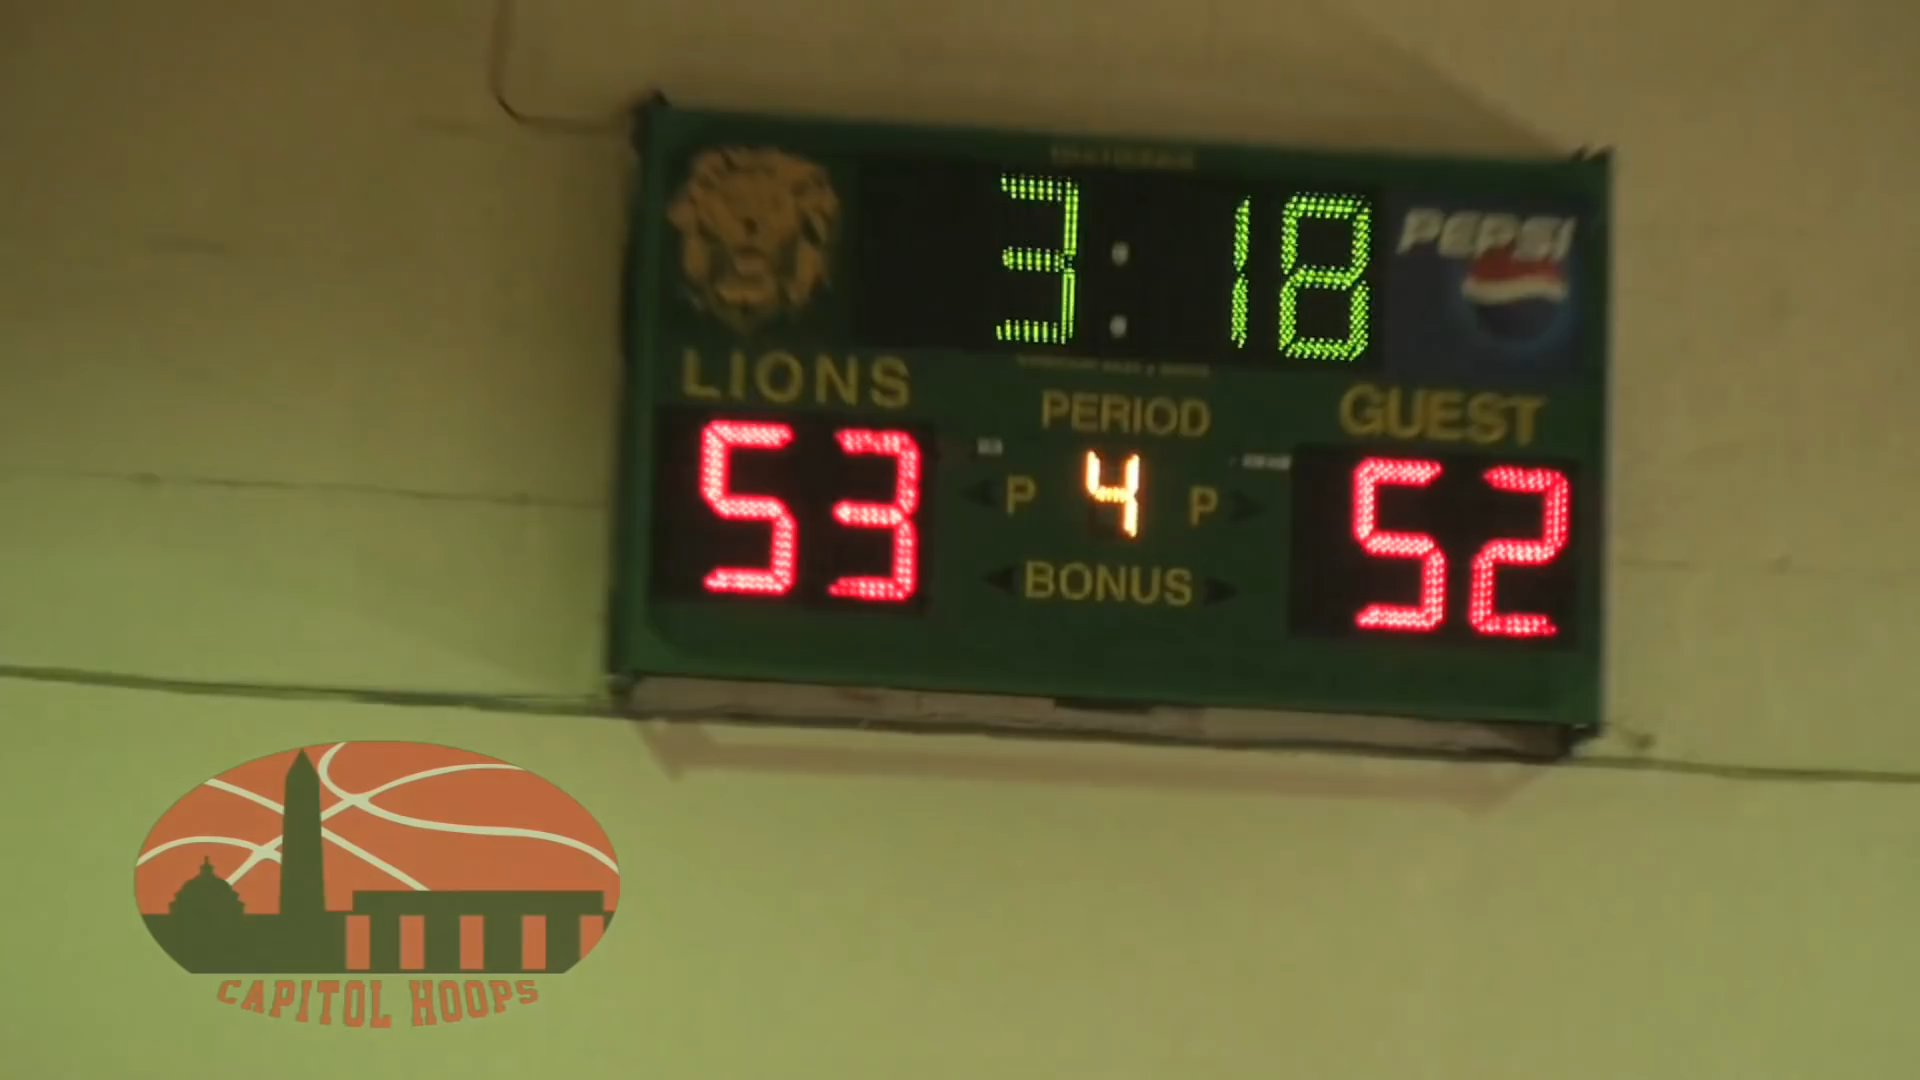 3:18
PEPSI
LIONS
PERIOD
GUEST
53
P 4 P
52
BONUS
CAPITOL HOOPS